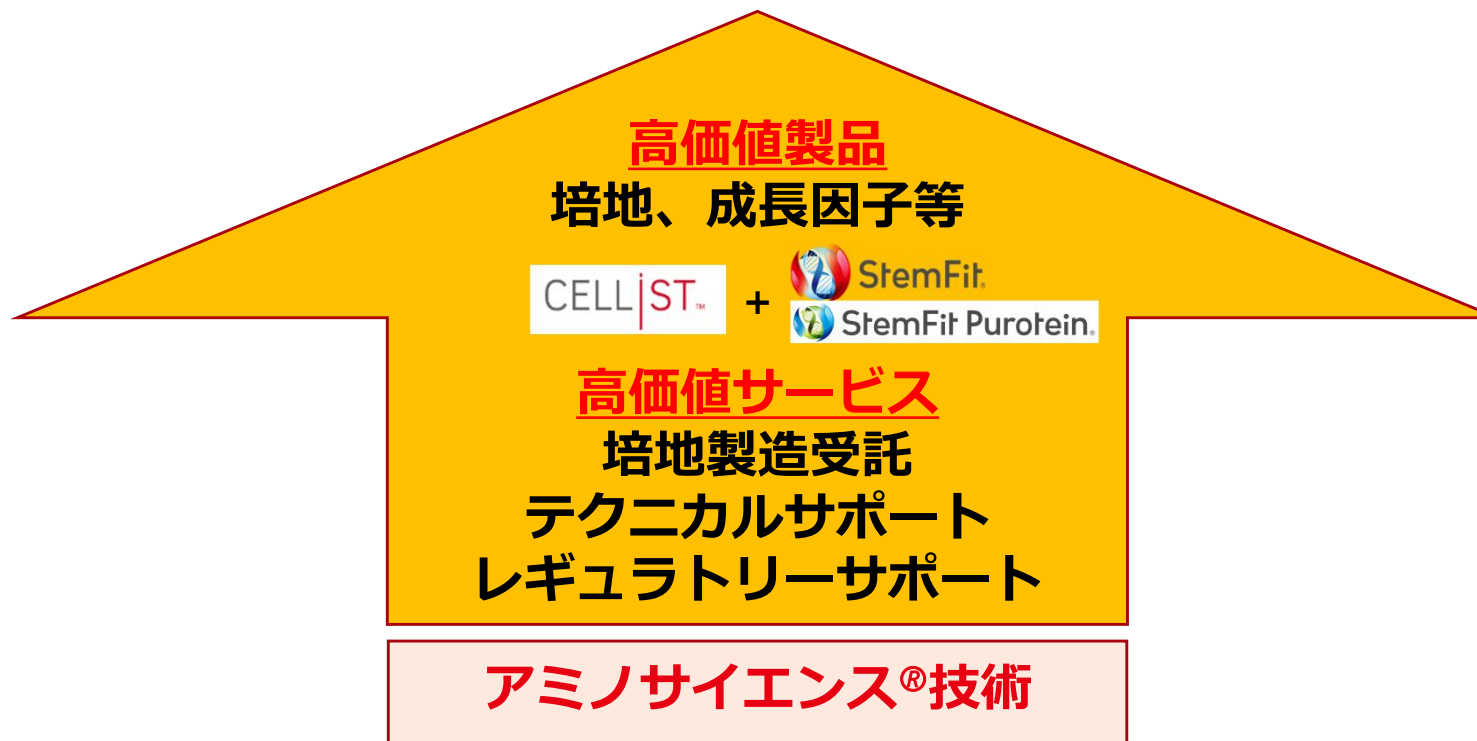 高価値製品
培地、成長因子等
CELLiST™ + StemFit®
StemFit Purotein®
高価値サービス
培地製造受託
テクニカルサポート
レギュラトリーサポート
アミノサイエンス®技術